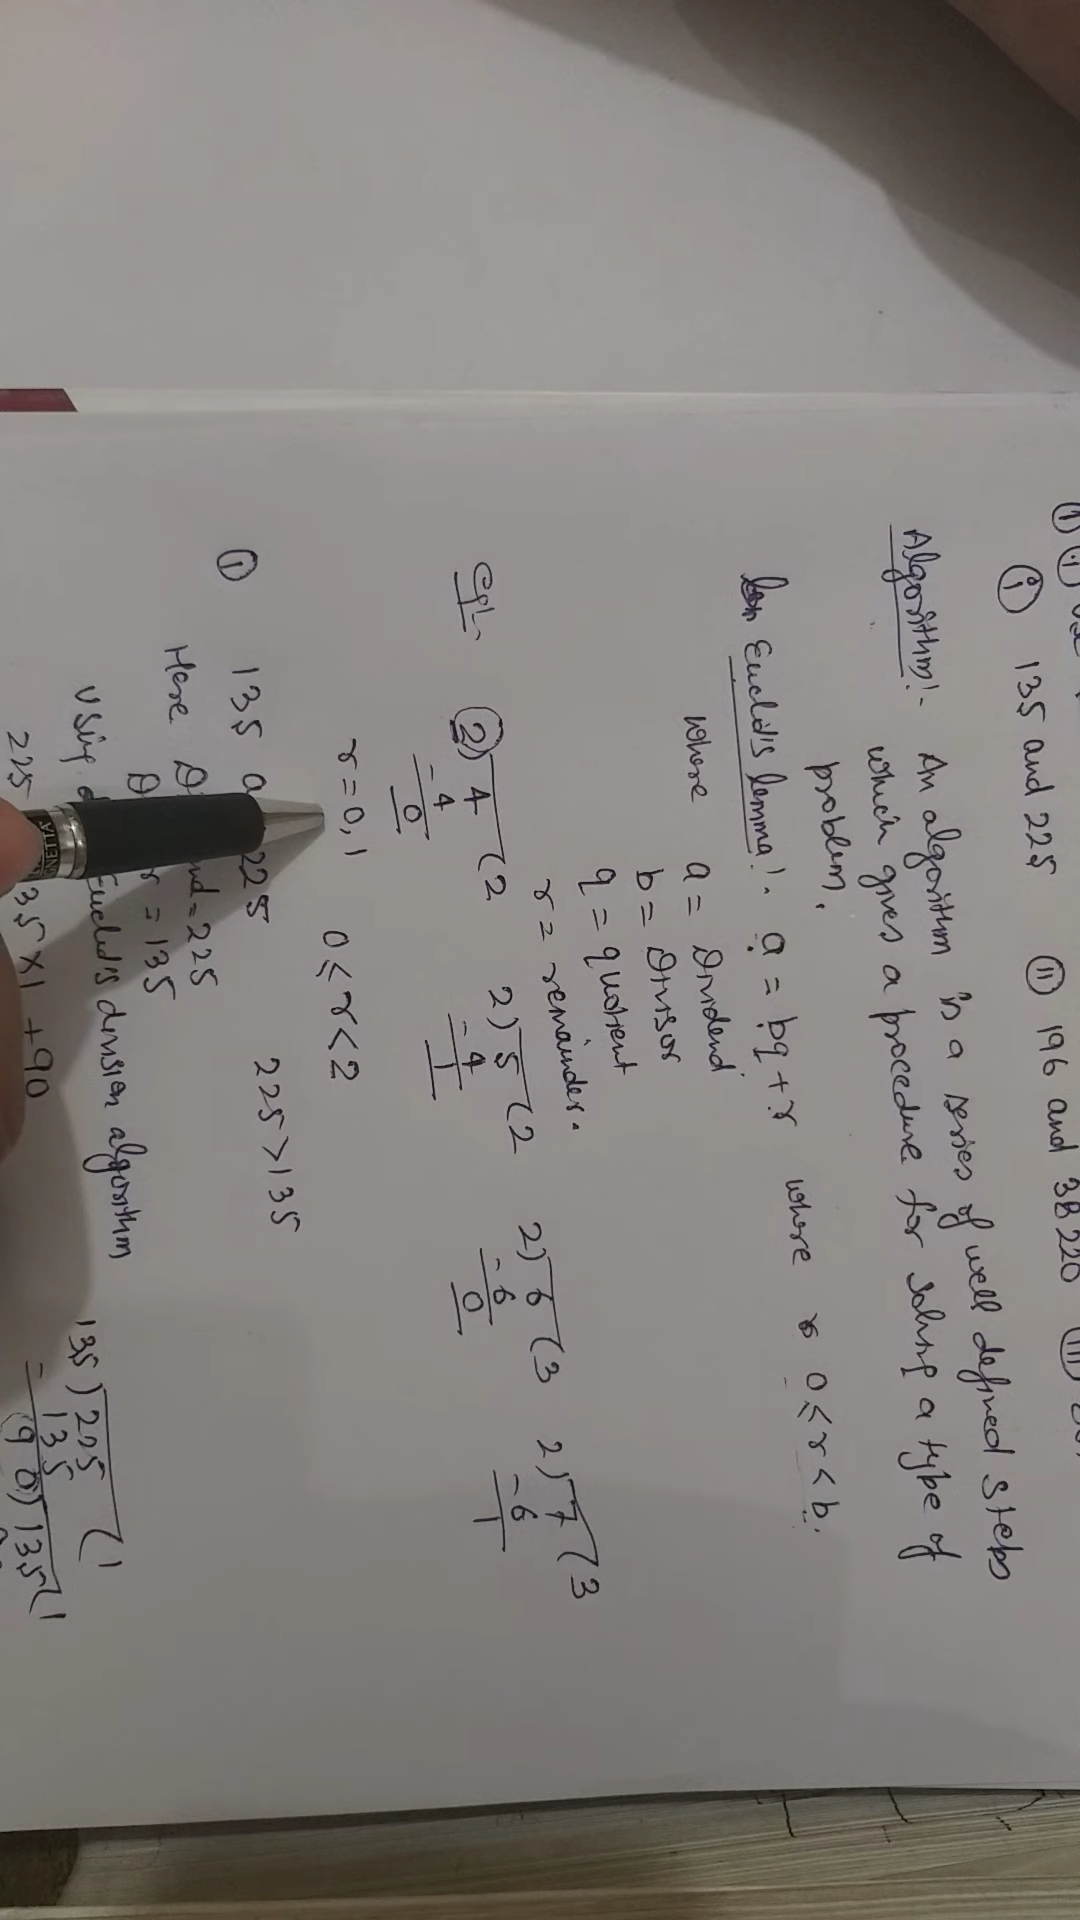 ① 135 and 225 ⑪ 196 and 38220
Algorithm!- An algorithm is a series of well defined steps
which gives a procedure for solving a type of
problem.
Euclid's lemma!- a = bq + r where 0 ≤ r < b.
where a = Dividend
b = Divisor
q = quotient
r = remainder.
2) 4 (2 2) 5 (2 2) 6 (3 2) 7 (3
-4 -4 -6 -6
0 1 0 1
r = 0, 1 0 ≤ r < 2
① 135 225 225 > 135
Here = 225
= 135
Using Euclid's division algorithm
225 35 × 1 + 90
135) 225 (1
135
90) 135 (1